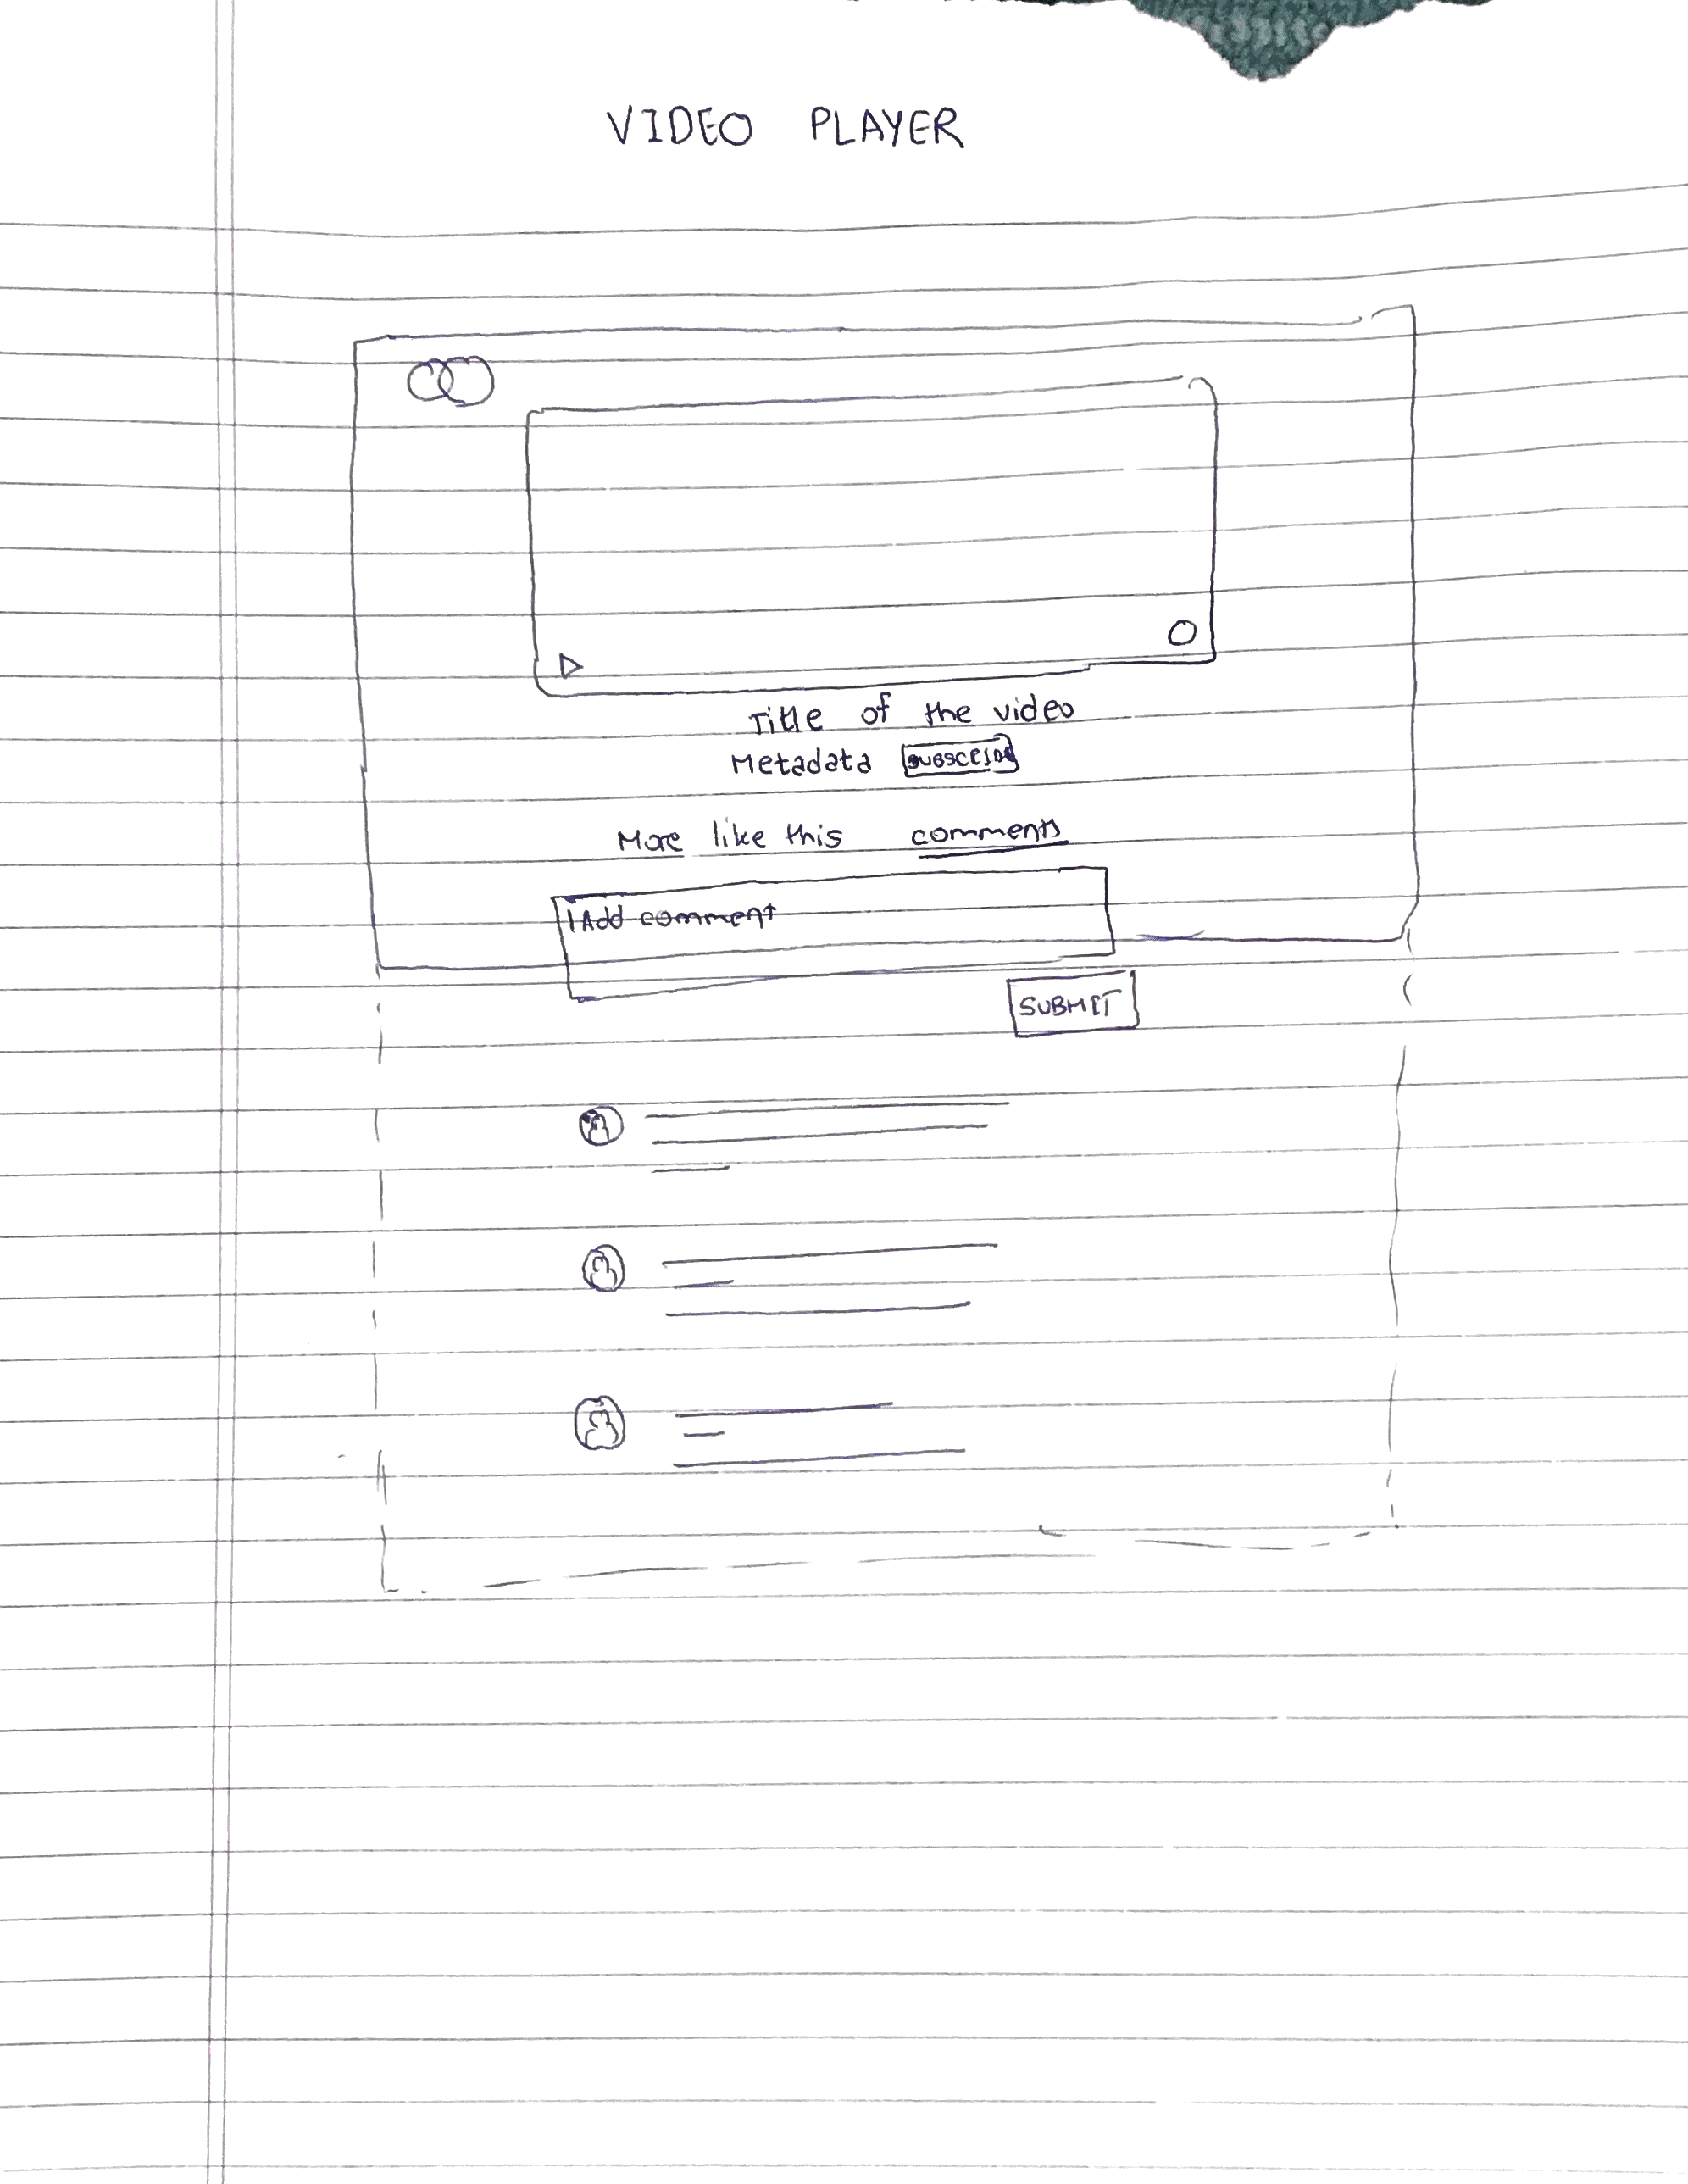 VIDEO PLAYER
Title of the video
Metadata SUBSCRIBE
More like this comments
Add comment
SUBMIT